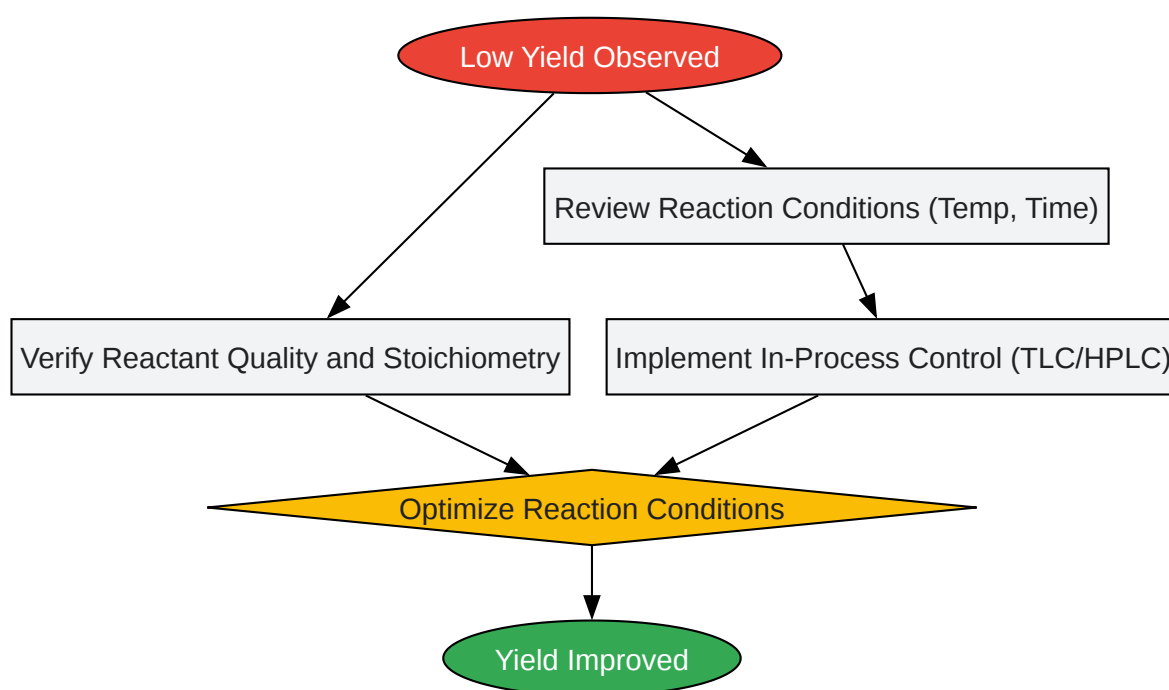 Low Yield Observed
Review Reaction Conditions (Temp, Time)
Verify Reactant Quality and Stoichiometry
Implement In-Process Control (TLC/HPLC)
Optimize Reaction Conditions
Yield Improved